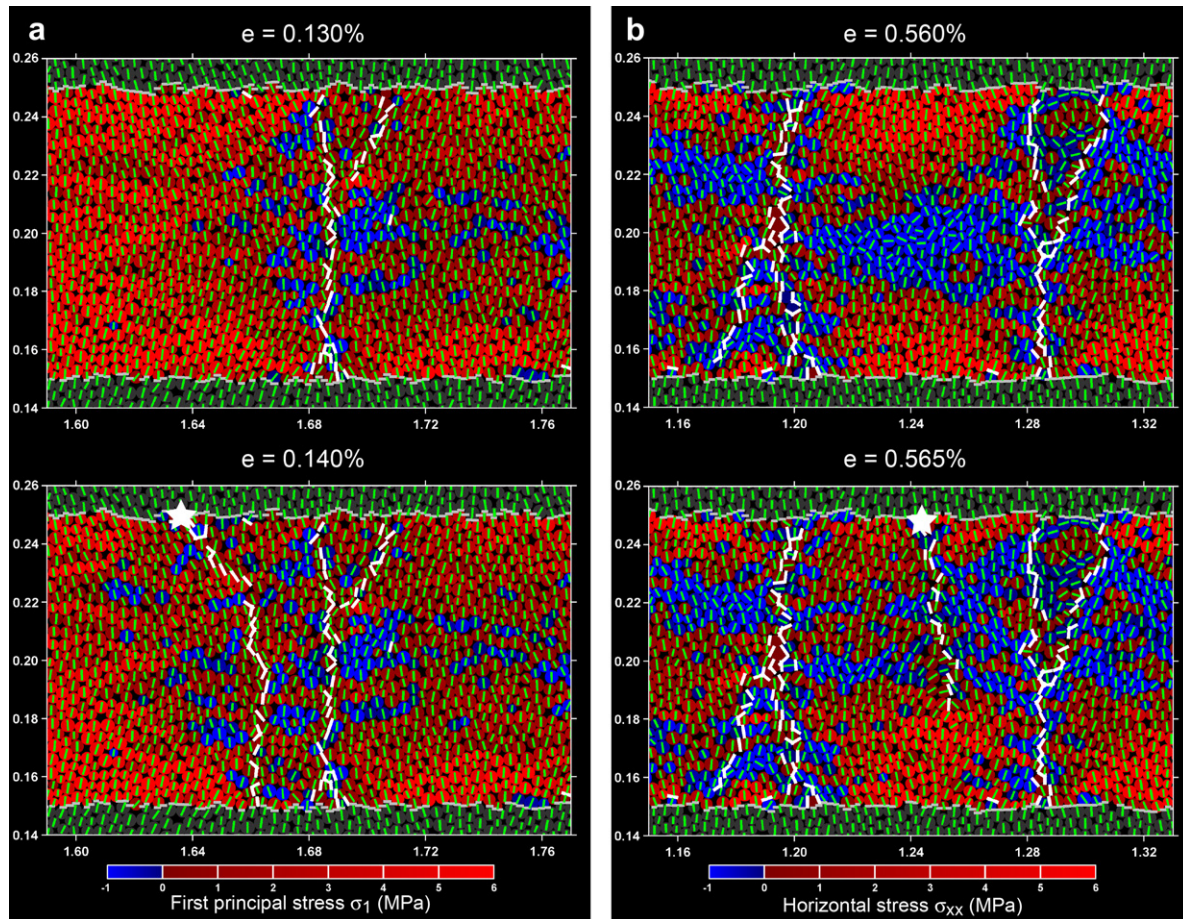 a
e = 0.130%
0.26
0.24
0.22
0.20
0.18
0.16
0.14
1.60 1.64 1.68 1.72 1.76
e = 0.140%
0.26
0.24
0.22
0.20
0.18
0.16
0.14
1.60 1.64 1.68 1.72 1.76
-1 0 1 2 3 4 5 6
First principal stress σ1 (MPa)
b
e = 0.560%
0.26
0.24
0.22
0.20
0.18
0.16
0.14
1.16 1.20 1.24 1.28 1.32
e = 0.565%
0.26
0.24
0.22
0.20
0.18
0.16
0.14
1.16 1.20 1.24 1.28 1.32
-1 0 1 2 3 4 5 6
Horizontal stress σxx (MPa)